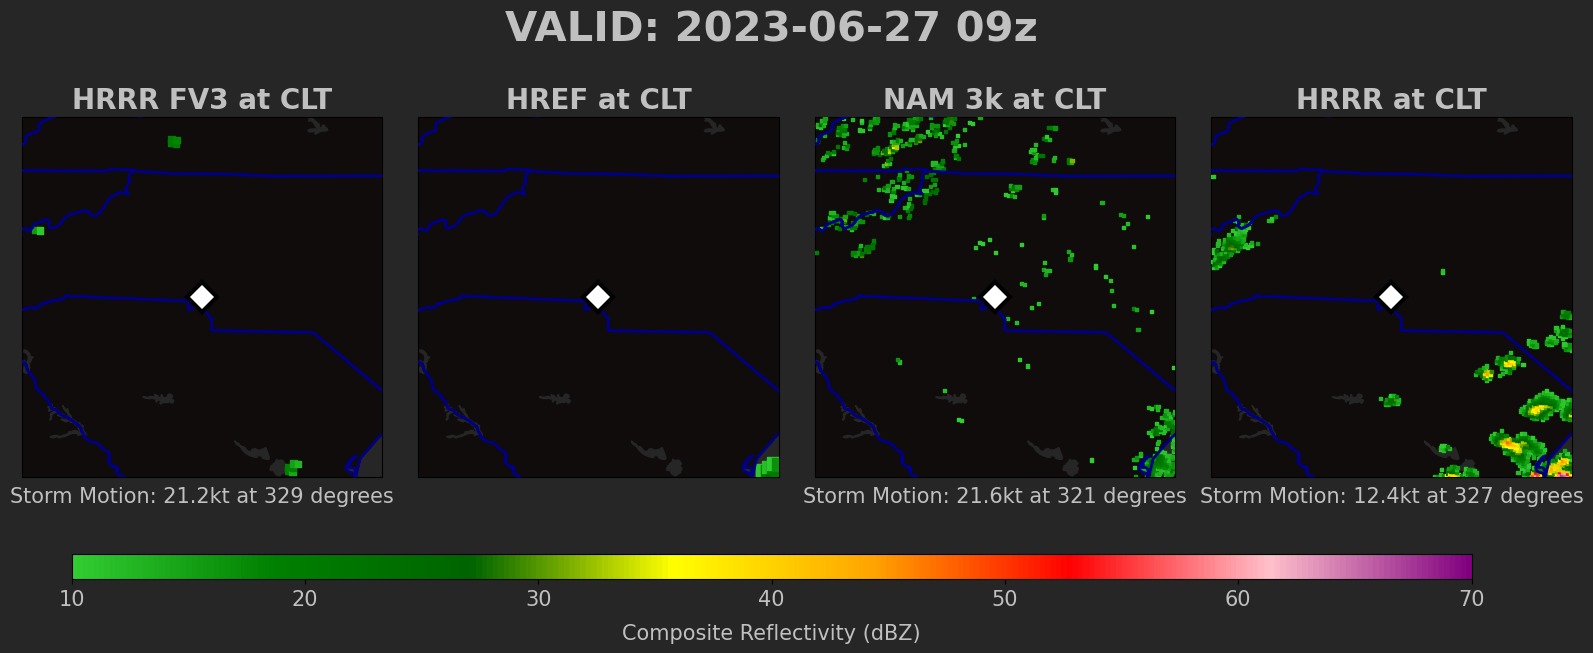 VALID: 2023-06-27 09z
HRRR FV3 at CLT
HREF at CLT
NAM 3k at CLT
HRRR at CLT
Storm Motion: 21.2kt at 329 degrees
Storm Motion: 21.6kt at 321 degrees
Storm Motion: 12.4kt at 327 degrees
10 20 30 40 50 60 70
Composite Reflectivity (dBZ)